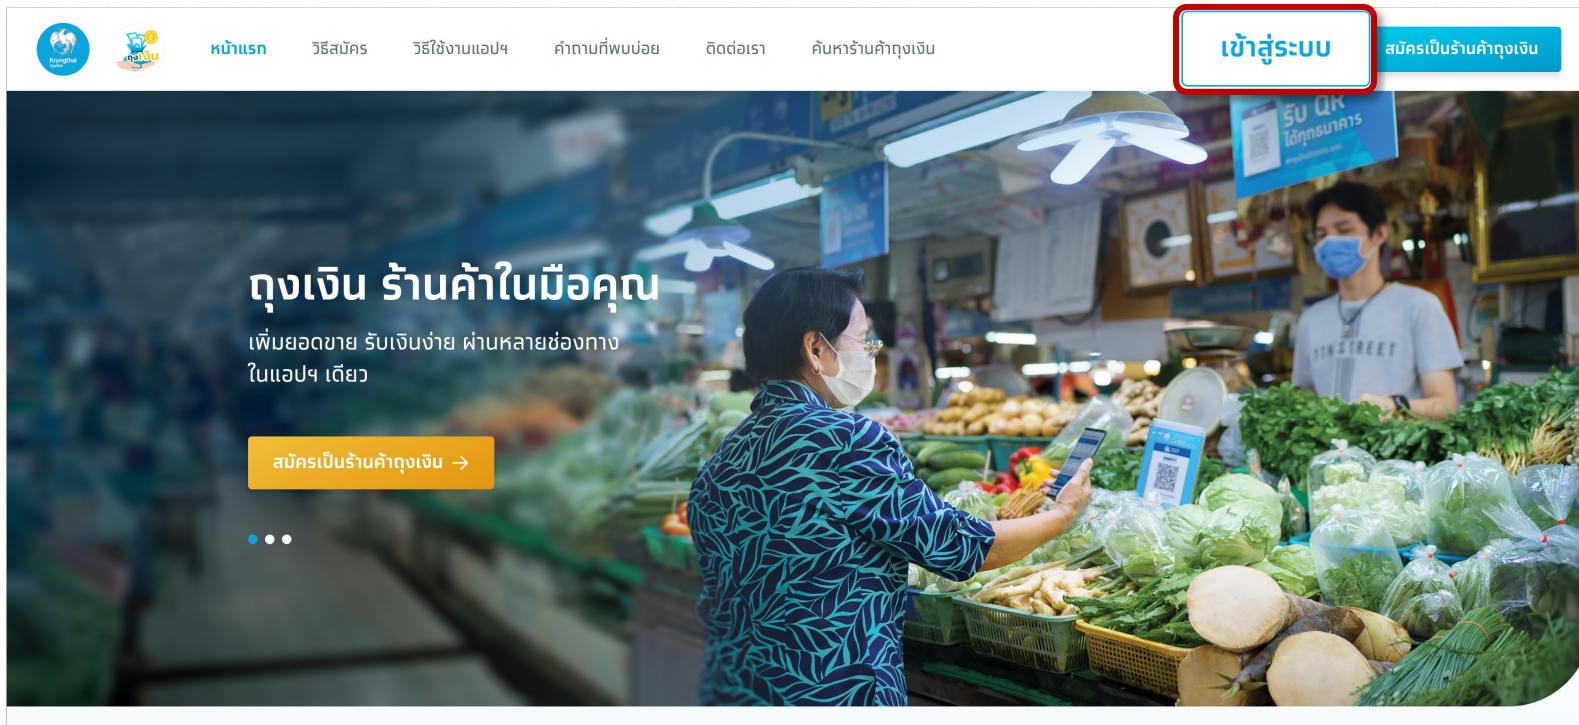 Krungthai
กรุงไทย
ถุงเงิน
หน้าแรก
วิธีสมัคร
วิธีใช้งานแอปฯ
คำถามที่พบบ่อย
ติดต่อเรา
ค้นหาร้านค้าถุงเงิน
เข้าสู่ระบบ
สมัครเป็นร้านค้าถุงเงิน
รับ QR
ได้ทุกธนาคาร
ถุงเงิน ร้านค้าในมือคุณ
เพิ่มยอดขาย รับเงินง่าย ผ่านหลายช่องทาง
ในแอปฯ เดียว
สมัครเป็นร้านค้าถุงเงิน →
7TH STREET